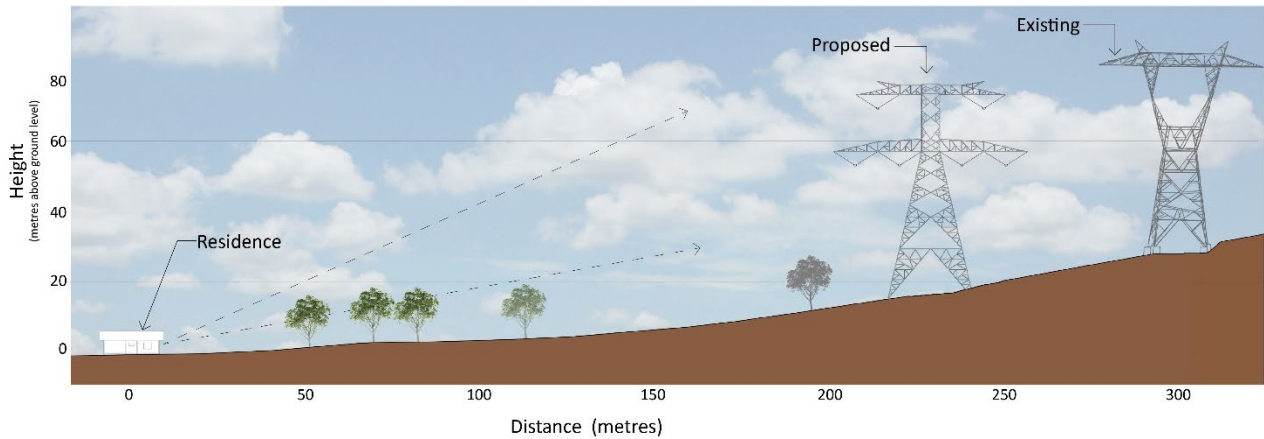 Existing
Proposed
80
60
40
20
0
Height
(metres above ground level)
Residence
0
50
100
150
200
250
300
Distance (metres)